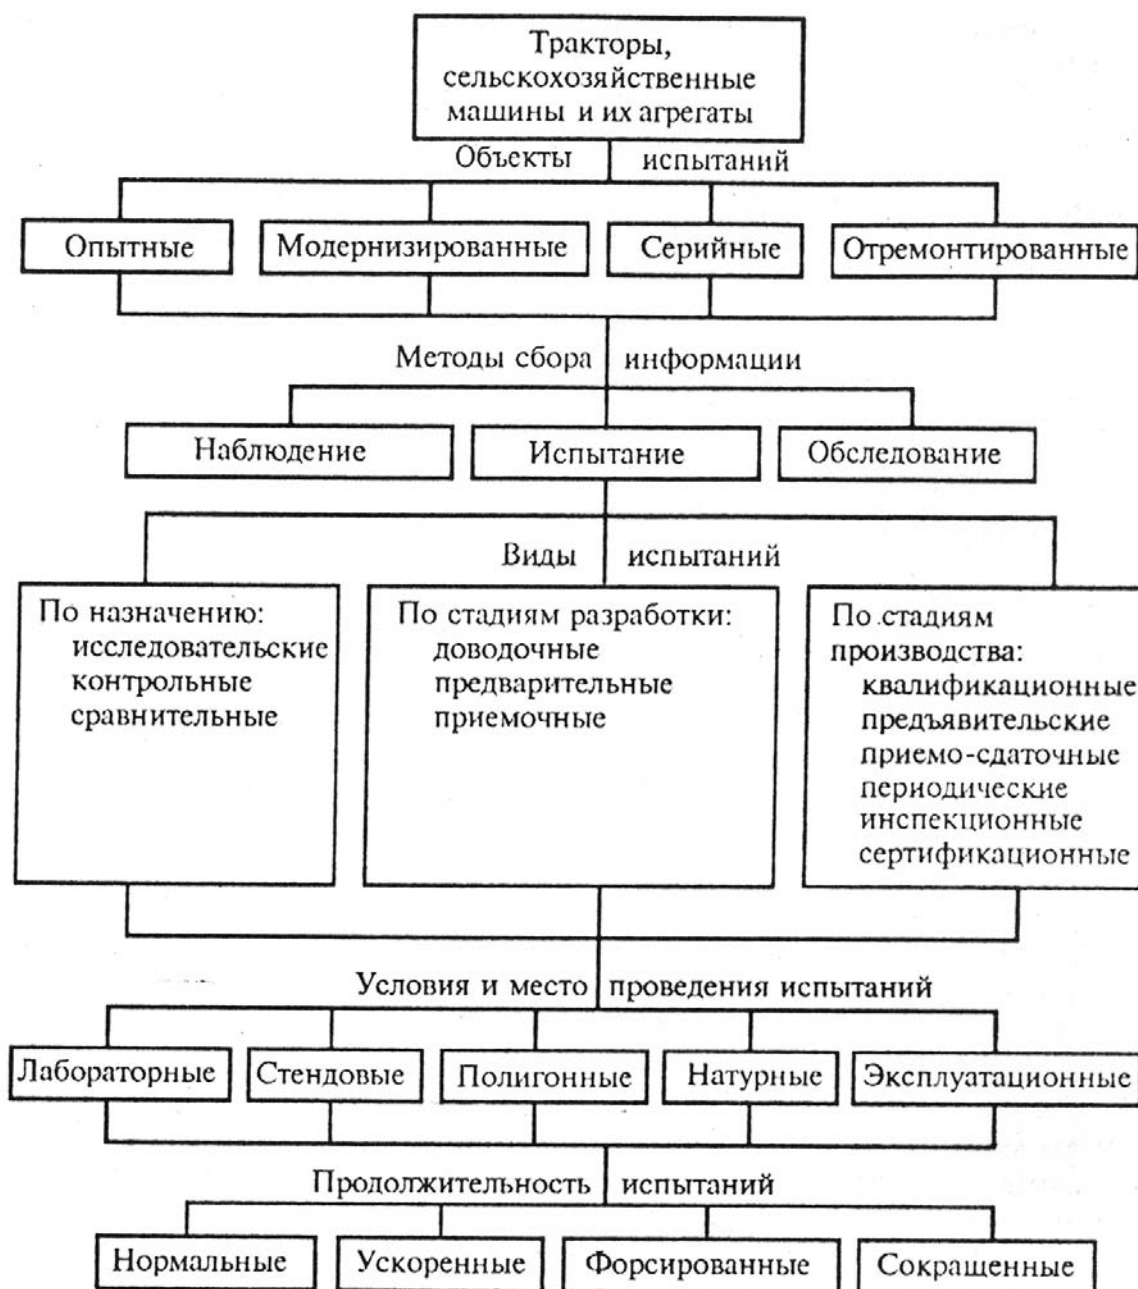 Тракторы,
сельскохозяйственные
машины и их агрегаты
Объекты испытаний
Опытные Модернизированные Серийные Отремонтированные
Методы сбора информации
Наблюдение Испытание Обследование
Виды испытаний
По назначению:
исследовательские
контрольные
сравнительные
По стадиям разработки:
доводочные
предварительные
приемочные
По стадиям
производства:
квалификационные
предъявительские
приемо-сдаточные
периодические
инспекционные
сертификационные
Условия и место проведения испытаний
Лабораторные Стендовые Полигонные Натурные Эксплуатационные
Продолжительность испытаний
Нормальные Ускоренные Форсированные Сокращенные